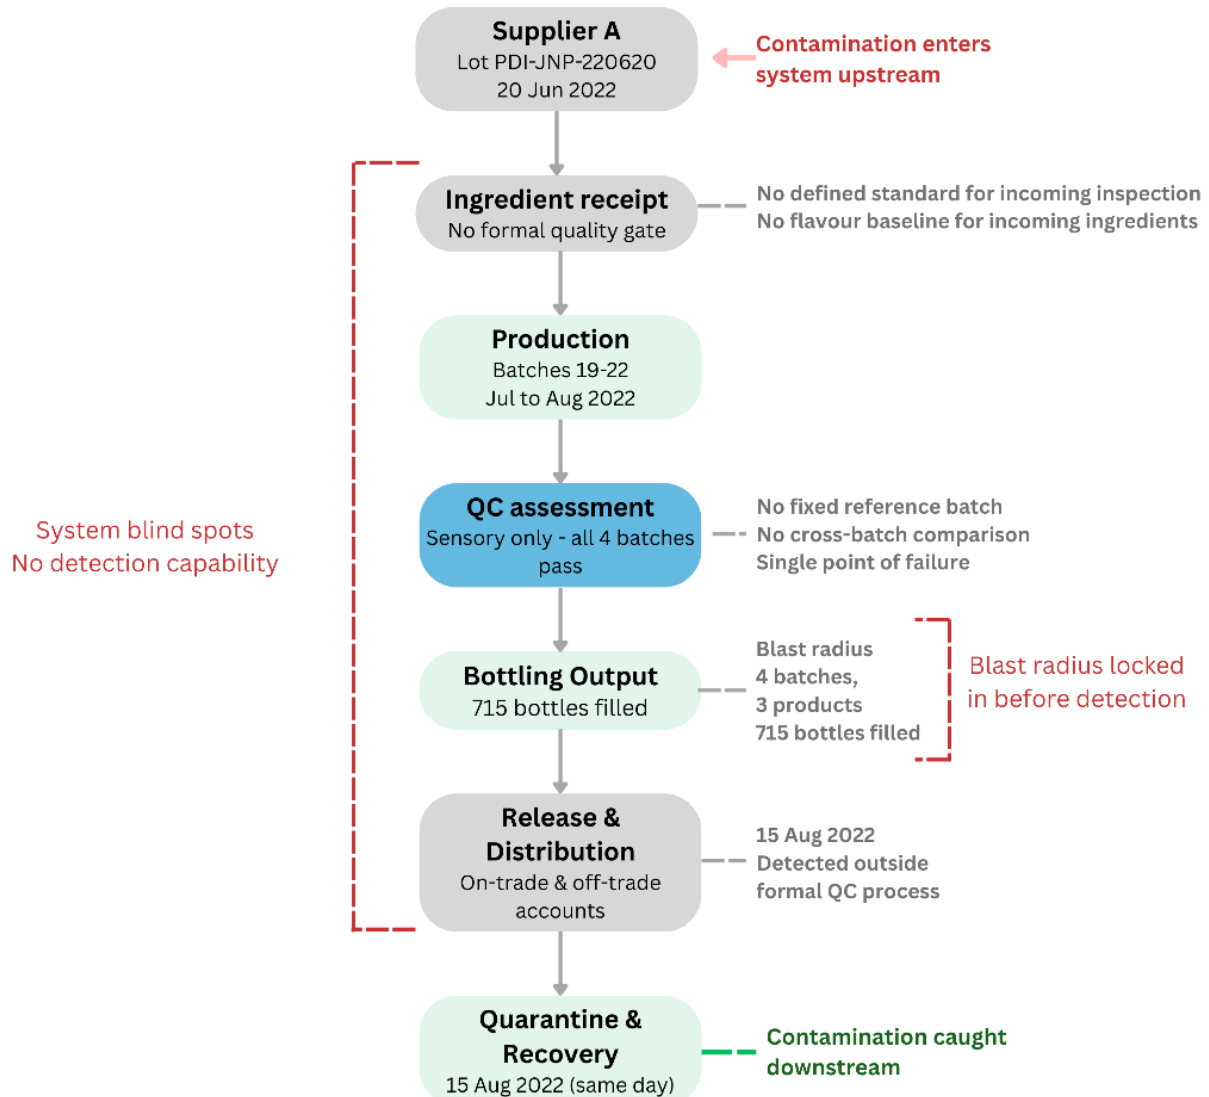 Supplier A
Lot PDI-JNP-220620
20 Jun 2022
Contamination enters
system upstream
Ingredient receipt
No formal quality gate
No defined standard for incoming inspection
No flavour baseline for incoming ingredients
Production
Batches 19-22
Jul to Aug 2022
System blind spots
No detection capability
QC assessment
Sensory only - all 4 batches
pass
No fixed reference batch
No cross-batch comparison
Single point of failure
Bottling Output
715 bottles filled
Blast radius
4 batches,
3 products
715 bottles filled
Blast radius locked
in before detection
Release &
Distribution
On-trade & off-trade
accounts
15 Aug 2022
Detected outside
formal QC process
Quarantine &
Recovery
15 Aug 2022 (same day)
Contamination caught
downstream